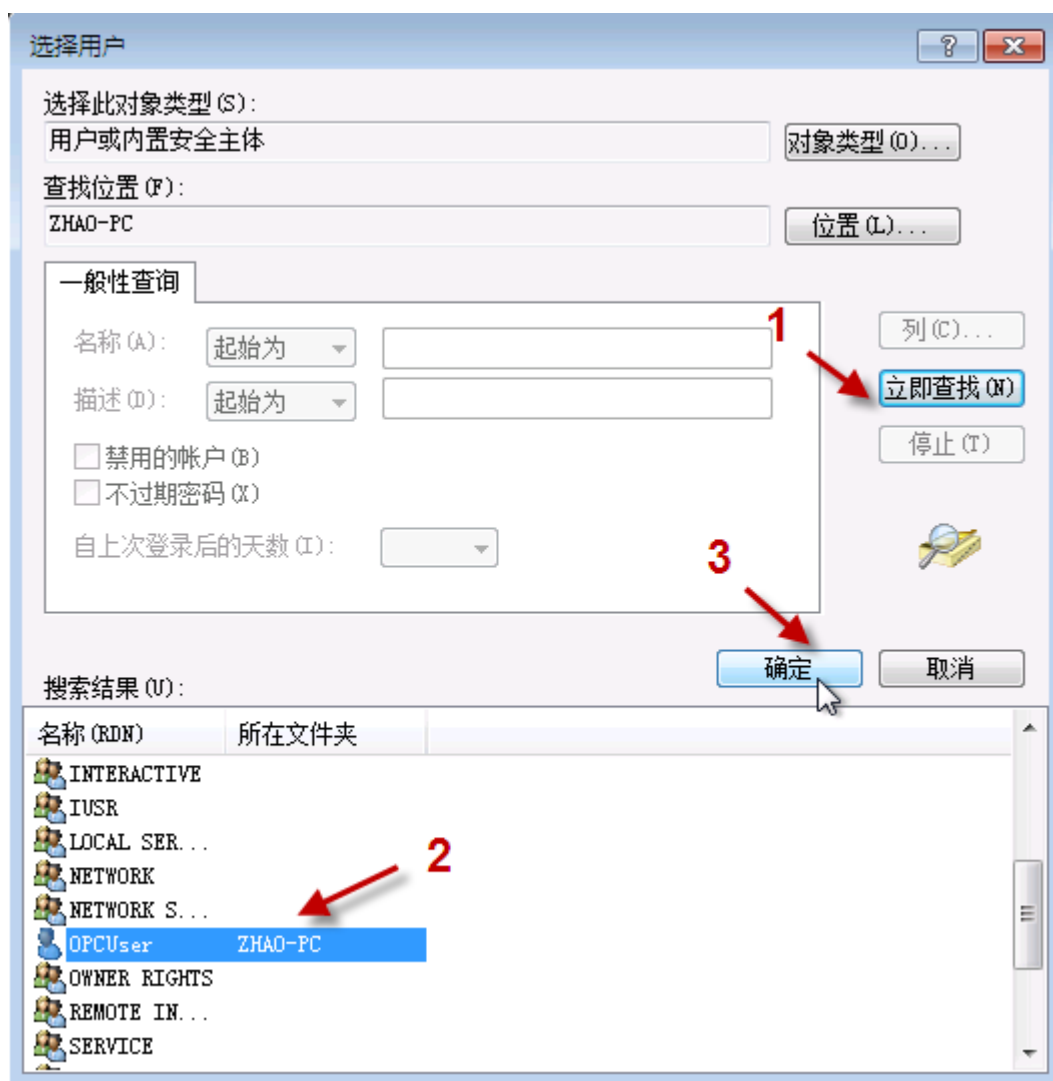 选择用户
选择此对象类型(S):
用户或内置安全主体
对象类型(O)...
查找位置(F):
ZHAO-PC
位置(L)...
一般性查询
名称(A):
起始为
1
列(C)...
描述(D):
起始为
立即查找(N)
停止(T)
禁用的帐户(B)
不过期密码(X)
自上次登录后的天数(I):
3
确定
取消
搜索结果(U):
名称(RDN) 所在文件夹
INTERACTIVE
IUSR
LOCAL SER...
2
NETWORK
NETWORK S...
OPCUser ZHAO-PC
OWNER RIGHTS
REMOTE IN...
SERVICE